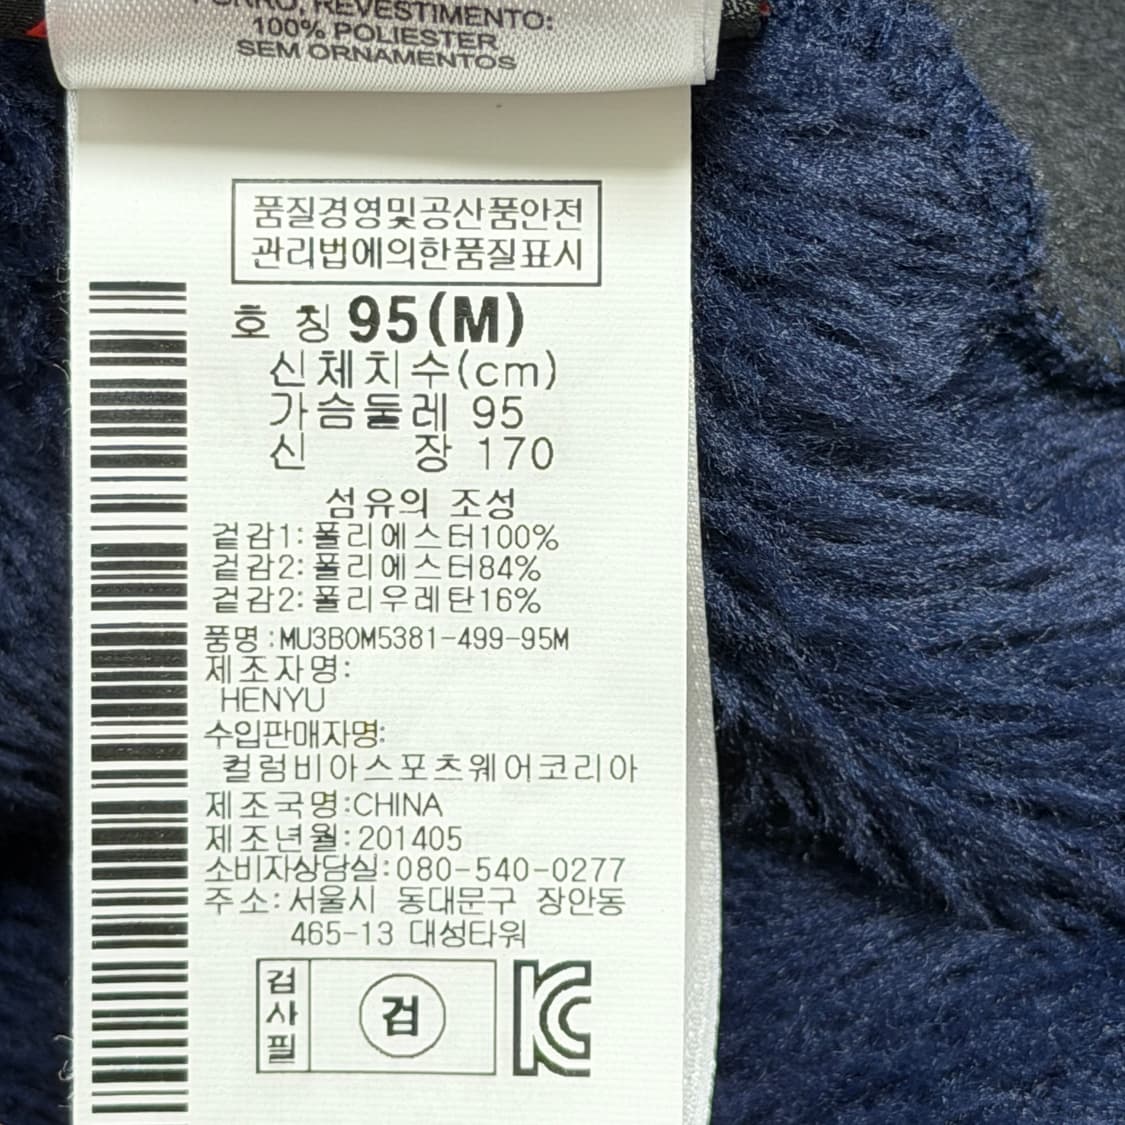 FORRO, REVESTIMENTO:
100% POLIESTER
SEM ORNAMENTOS
품질경영및공산품안전
관리법에의한품질표시
호 칭 95(M)
신체치수(cm)
가슴둘레 95
신 장 170
섬유의 조성
겉감1:폴리에스터100%
겉감2:폴리에스터84%
겉감2:폴리우레탄16%
품명:MU3B0M5381-499-95M
제조자명:
HENYU
수입판매자명:
컬럼비아스포츠웨어코리아
제조국명:CHINA
제조년월:201405
소비자상담실:080-540-0277
주소:서울시 동대문구 장안동
465-13 대성타워
검사필 검 KC